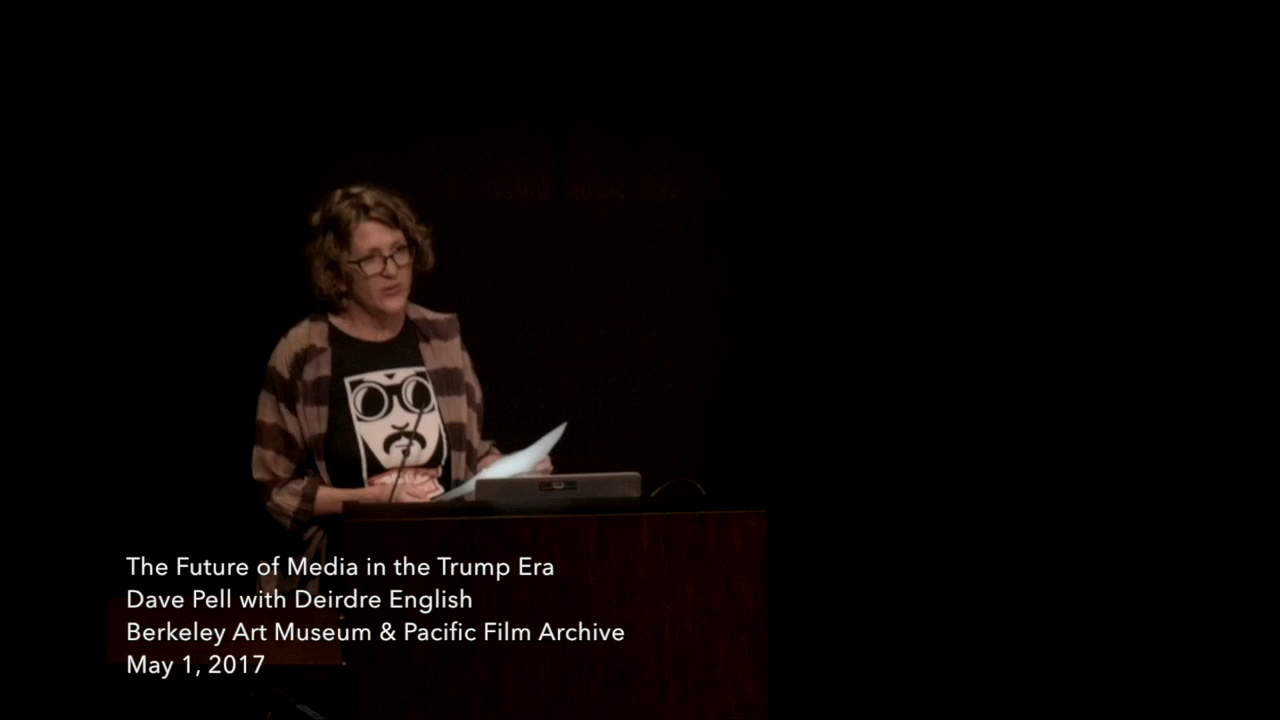 The Future of Media in the Trump Era
Dave Pell with Deirdre English
Berkeley Art Museum & Pacific Film Archive
May 1, 2017